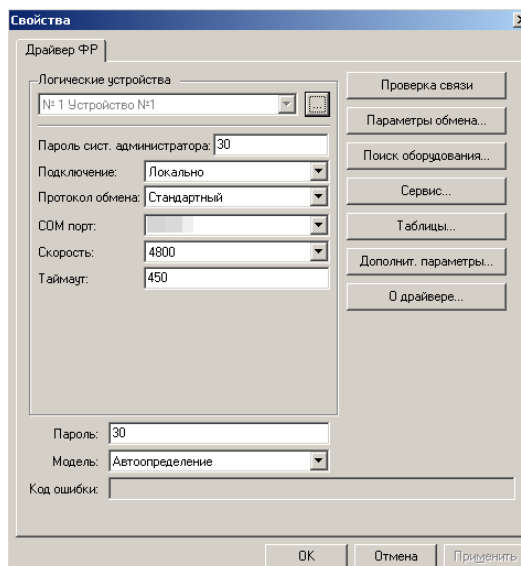 Свойства
Драйвер ФР
Логические устройства
№ 1 Устройство №1
...
Пароль сист. администратора: 30
Подключение: Локально
Протокол обмена: Стандартный
COM порт:
Скорость: 4800
Таймаут: 450
Проверка связи
Параметры обмена...
Поиск оборудования...
Сервис...
Таблицы...
Дополнит. параметры...
О драйвере...
Пароль: 30
Модель: Автоопределение
Код ошибки:
OK
Отмена
Применить